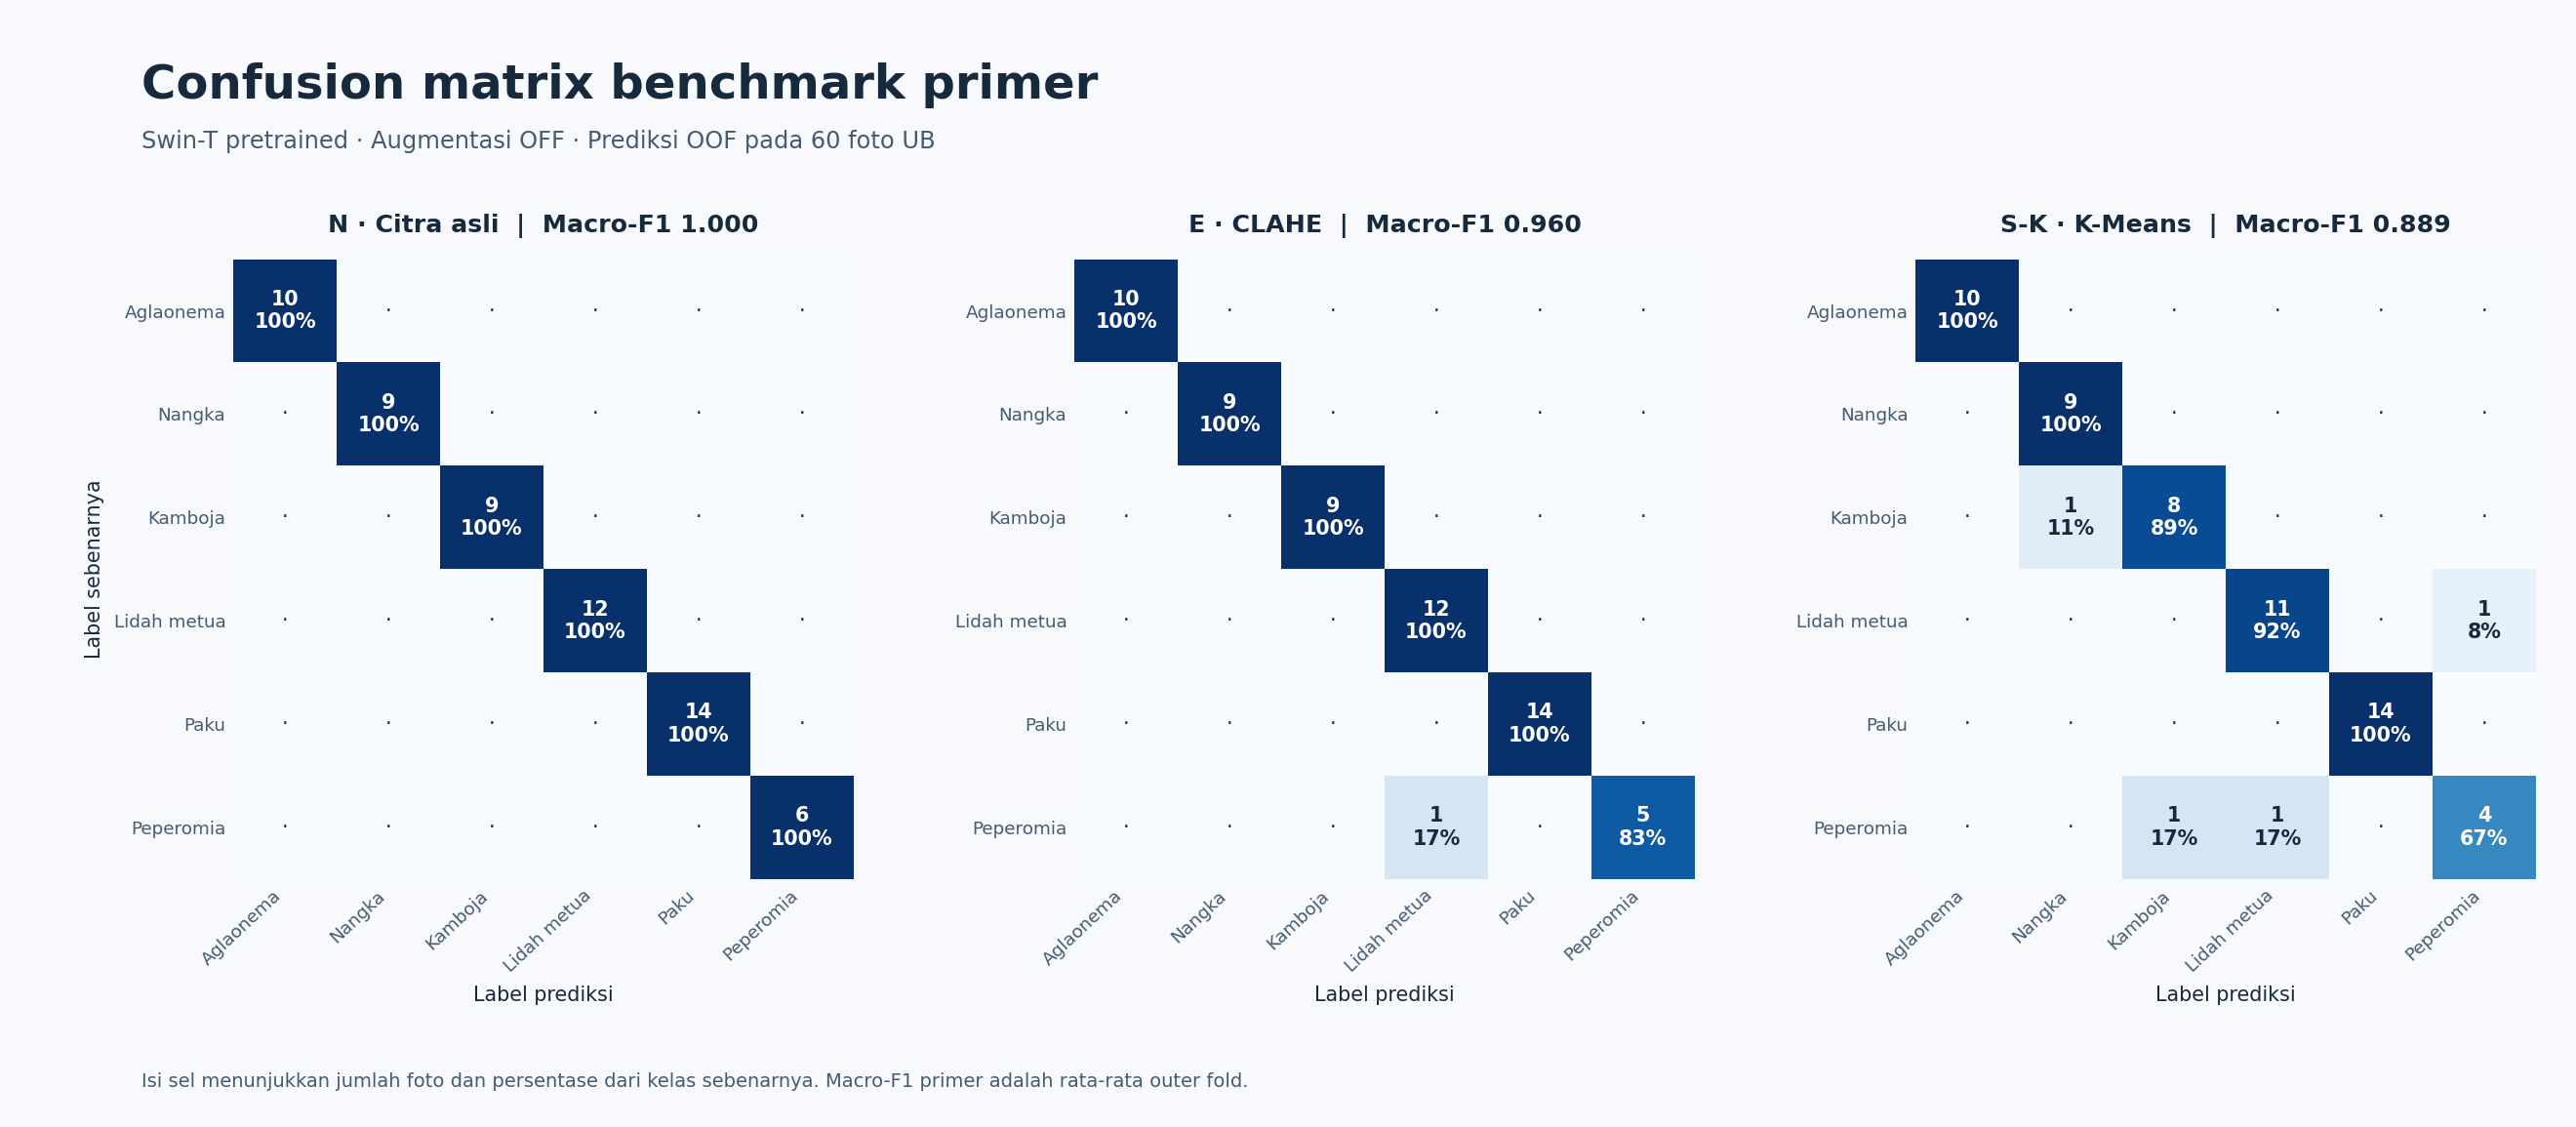 Confusion matrix benchmark primer
Swin-T pretrained · Augmentasi OFF · Prediksi OOF pada 60 foto UB
N · Citra asli | Macro-F1 1.000
Label sebenarnya
Aglaonema
Nangka
Kamboja
Lidah metua
Paku
Peperomia
10
100%
· · · · ·
·
9
100%
· · · ·
· ·
9
100%
· · ·
· · ·
12
100%
· ·
· · · ·
14
100%
·
· · · · ·
6
100%
Aglaonema
Nangka
Kamboja
Lidah metua
Paku
Peperomia
Label prediksi
E · CLAHE | Macro-F1 0.960
Aglaonema
Nangka
Kamboja
Lidah metua
Paku
Peperomia
10
100%
· · · · ·
·
9
100%
· · · ·
· ·
9
100%
· · ·
· · ·
12
100%
· ·
· · · ·
14
100%
·
· · ·
1
17%
·
5
83%
Aglaonema
Nangka
Kamboja
Lidah metua
Paku
Peperomia
Label prediksi
S-K · K-Means | Macro-F1 0.889
Aglaonema
Nangka
Kamboja
Lidah metua
Paku
Peperomia
10
100%
· · · · ·
·
9
100%
· · · ·
·
1
11%
8
89%
· · ·
· · ·
11
92%
·
1
8%
· · · ·
14
100%
·
· ·
1
17%
1
17%
·
4
67%
Aglaonema
Nangka
Kamboja
Lidah metua
Paku
Peperomia
Label prediksi
Isi sel menunjukkan jumlah foto dan persentase dari kelas sebenarnya. Macro-F1 primer adalah rata-rata outer fold.